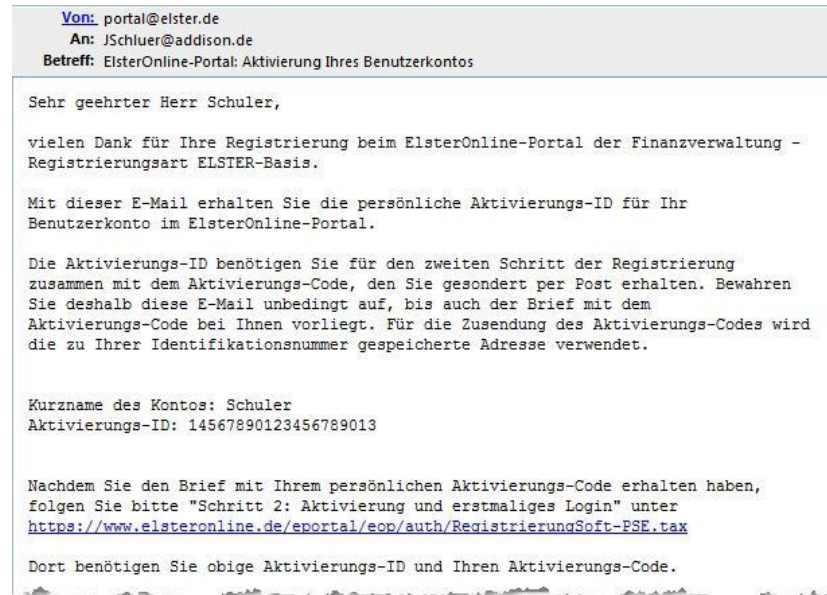 Von: portal@elster.de
An: JSchluer@addison.de
Betreff: ElsterOnline-Portal: Aktivierung Ihres Benutzerkontos
Sehr geehrter Herr Schuler,
vielen Dank für Ihre Registrierung beim ElsterOnline-Portal der Finanzverwaltung -
Registrierungsart ELSTER-Basis.
Mit dieser E-Mail erhalten Sie die persönliche Aktivierungs-ID für Ihr
Benutzerkonto im ElsterOnline-Portal.
Die Aktivierungs-ID benötigen Sie für den zweiten Schritt der Registrierung
zusammen mit dem Aktivierungs-Code, den Sie gesondert per Post erhalten. Bewahren
Sie deshalb diese E-Mail unbedingt auf, bis auch der Brief mit dem
Aktivierungs-Code bei Ihnen vorliegt. Für die Zusendung des Aktivierungs-Codes wird
die zu Ihrer Identifikationsnummer gespeicherte Adresse verwendet.
Kurzname des Kontos: Schuler
Aktivierungs-ID: 14567890123456789013
Nachdem Sie den Brief mit Ihrem persönlichen Aktivierungs-Code erhalten haben,
folgen Sie bitte "Schritt 2: Aktivierung und erstmaliges Login" unter
https://www.elsteronline.de/eportal/eop/auth/RegistrierungSoft-PSE.tax
Dort benötigen Sie obige Aktivierungs-ID und Ihren Aktivierungs-Code.